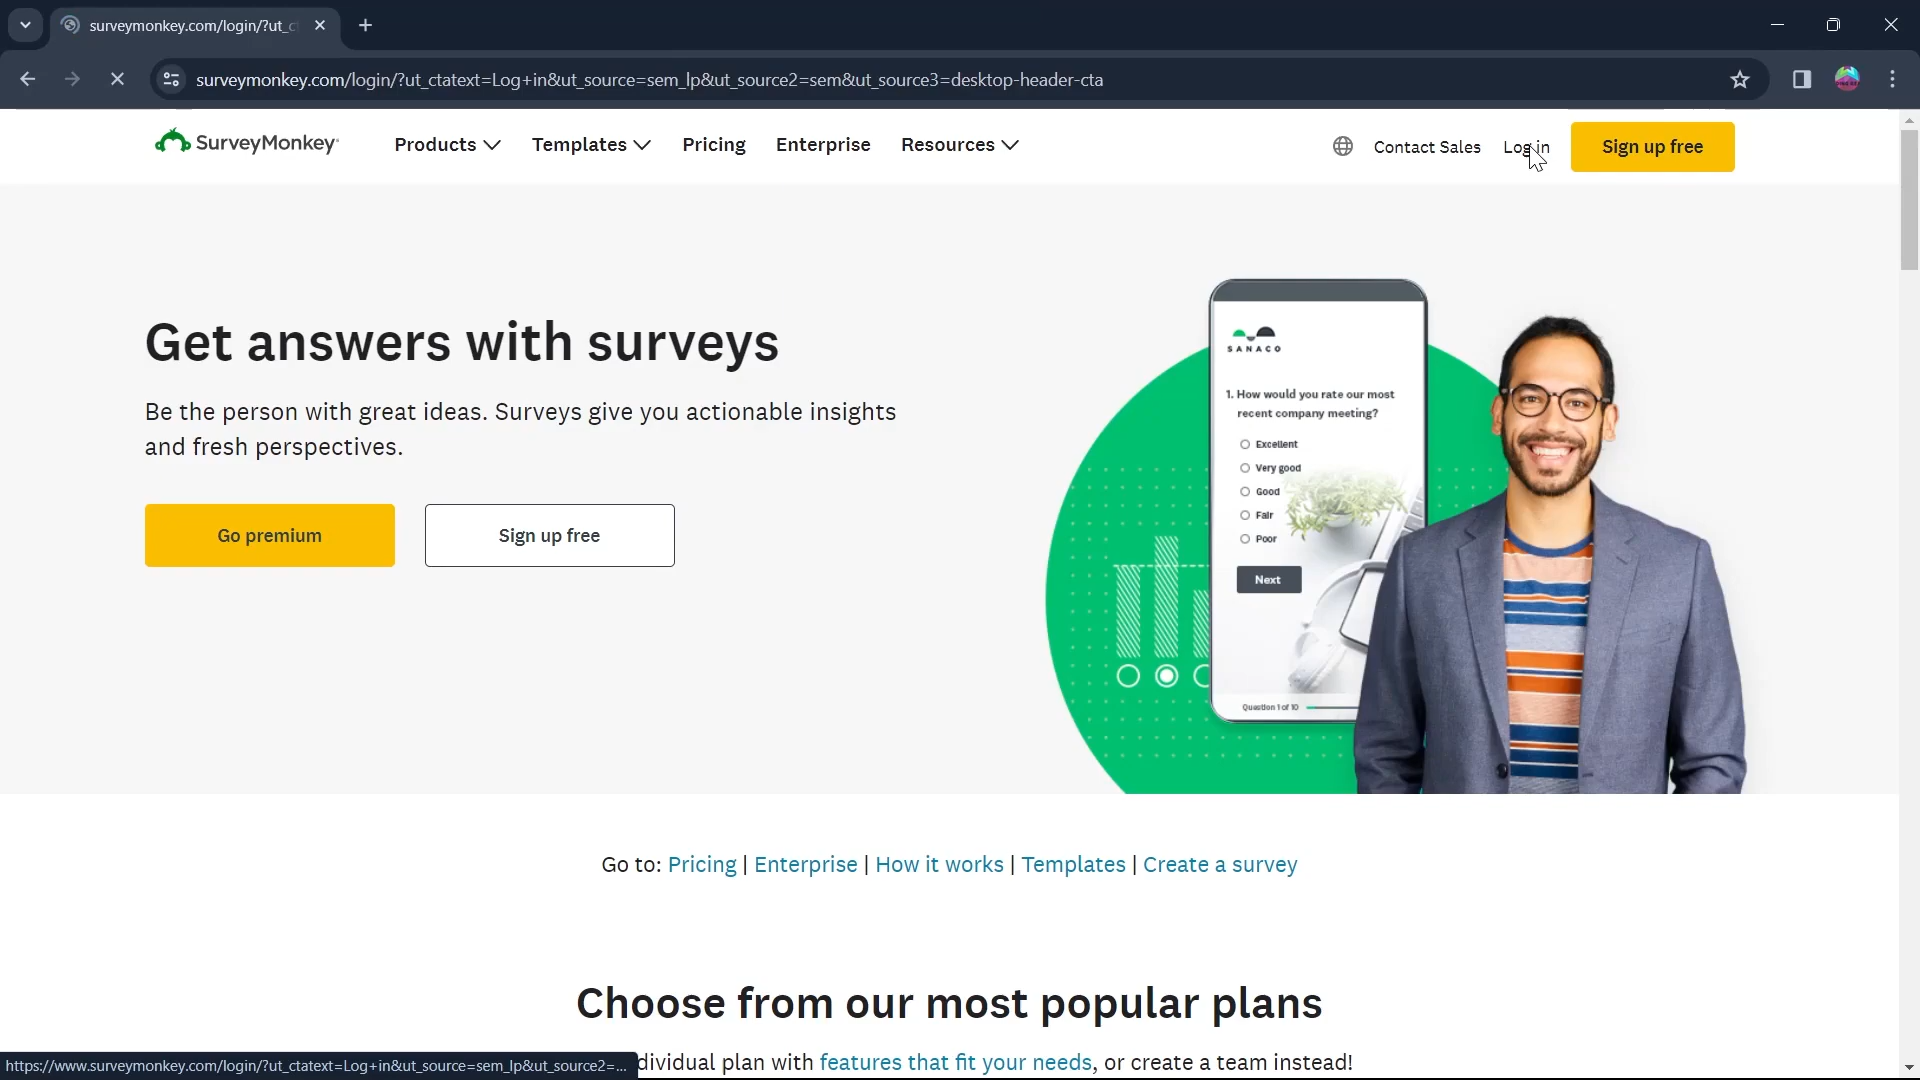 surveymonkey.com/login/?ut_c
surveymonkey.com/login/?ut_ctatext=Log+in&ut_source=sem_lp&ut_source2=sem&ut_source3=desktop-header-cta
SurveyMonkey
Products
Templates
Pricing
Enterprise
Resources
Contact Sales
Log in
Sign up free
Get answers with surveys
Be the person with great ideas. Surveys give you actionable insights
and fresh perspectives.
Go premium
Sign up free
SANACO
1. How would you rate our most
recent company meeting?
Excellent
Very good
Good
Fair
Poor
Next
Question 1 of 10
Go to: Pricing | Enterprise | How it works | Templates | Create a survey
Choose from our most popular plans
dividual plan with features that fit your needs, or create a team instead!
https://www.surveymonkey.com/login/?ut_ctatext=Log+in&ut_source=sem_lp&ut_source2=...